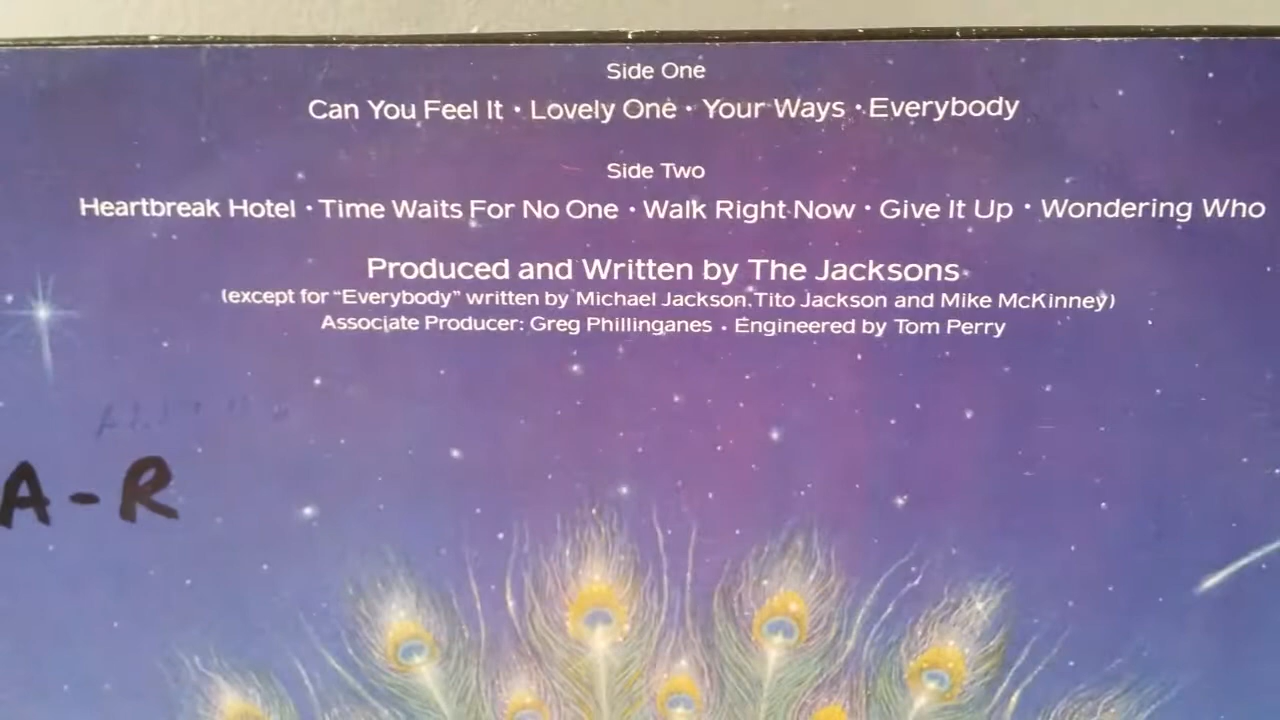 Side One
Can You Feel It • Lovely One • Your Ways • Everybody
Side Two
Heartbreak Hotel • Time Waits For No One • Walk Right Now • Give It Up • Wondering Who
Produced and Written by The Jacksons
(except for “Everybody” written by Michael Jackson, Tito Jackson and Mike McKinney)
Associate Producer: Greg Phillinganes • Engineered by Tom Perry
A-R